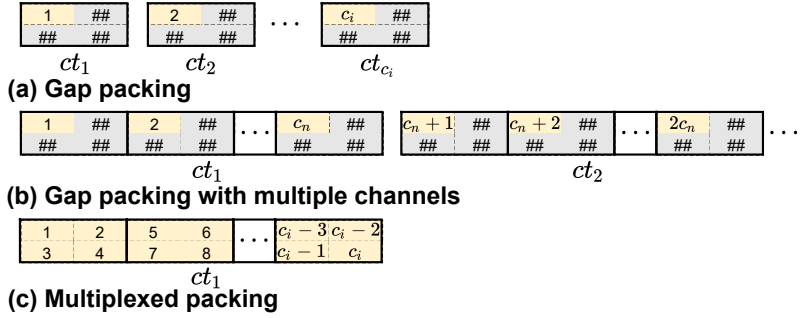 1 ## 2 ## ... $c_i$ ##
## ## ## ## ## ##
$ct_1$ $ct_2$ $ct_{c_i}$
(a) Gap packing
1 ## 2 ## ... $c_n$ ## $c_n + 1$ ## $c_n + 2$ ## ... $2c_n$ ## ...
## ## ## ## ## ## ## ## ## ## ## ##
$ct_1$ $ct_2$
(b) Gap packing with multiple channels
1 2 5 6 ... $c_i - 3$ $c_i - 2$
3 4 7 8 $c_i - 1$ $c_i$
$ct_1$
(c) Multiplexed packing